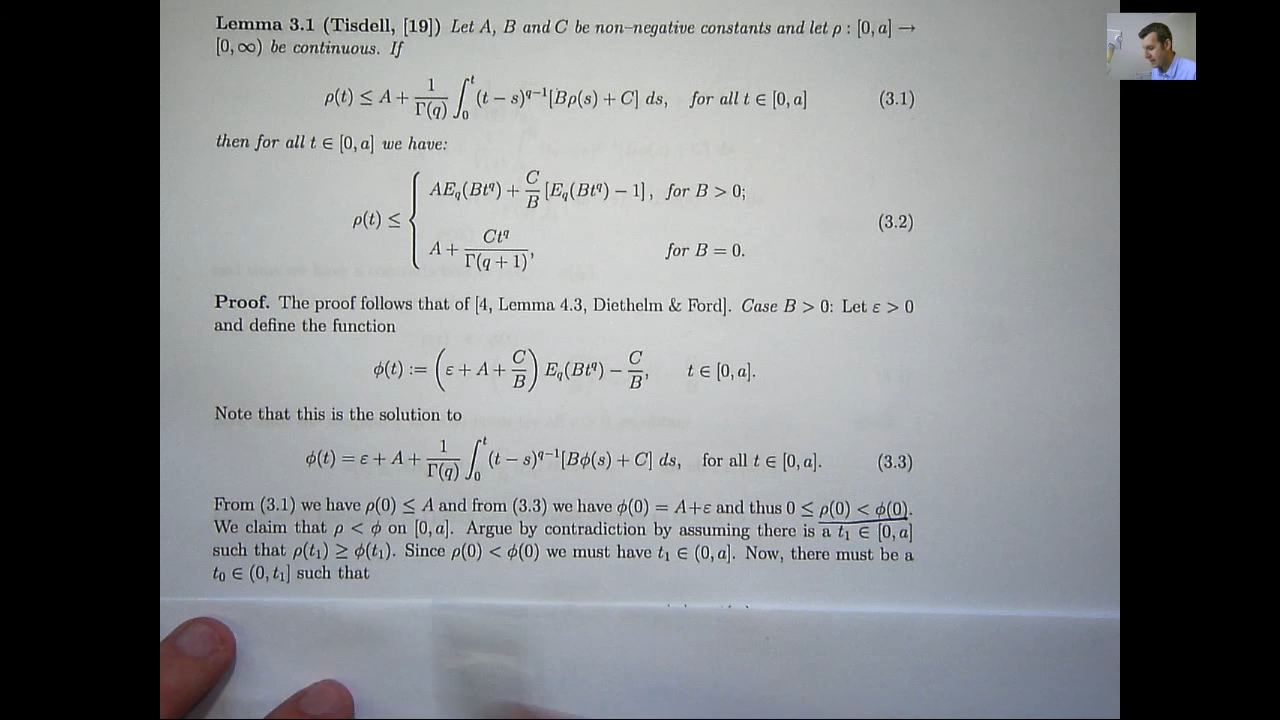 Lemma 3.1 (Tisdell, [19]) Let A, B and C be non–negative constants and let ρ : [0, a] →
[0, ∞) be continuous. If
ρ(t) ≤ A + \frac{1}{Γ(q)} ∫_0^t (t − s)^{q−1}[Bρ(s) + C] ds, for all t ∈ [0, a] (3.1)
then for all t ∈ [0, a] we have:
ρ(t) ≤ { AE_q(Bt^q) + \frac{C}{B} [E_q(Bt^q) − 1], for B > 0;
A + \frac{Ct^q}{Γ(q + 1)}, for B = 0. (3.2)
Proof. The proof follows that of [4, Lemma 4.3, Diethelm & Ford]. Case B > 0: Let ε > 0
and define the function
φ(t) := (ε + A + \frac{C}{B}) E_q(Bt^q) − \frac{C}{B}, t ∈ [0, a].
Note that this is the solution to
φ(t) = ε + A + \frac{1}{Γ(q)} ∫_0^t (t − s)^{q−1}[Bφ(s) + C] ds, for all t ∈ [0, a]. (3.3)
From (3.1) we have ρ(0) ≤ A and from (3.3) we have φ(0) = A+ε and thus 0 ≤ ρ(0) < φ(0).
We claim that ρ < φ on [0, a]. Argue by contradiction by assuming there is a t_1 ∈ [0, a]
such that ρ(t_1) ≥ φ(t_1). Since ρ(0) < φ(0) we must have t_1 ∈ (0, a]. Now, there must be a
t_0 ∈ (0, t_1] such that